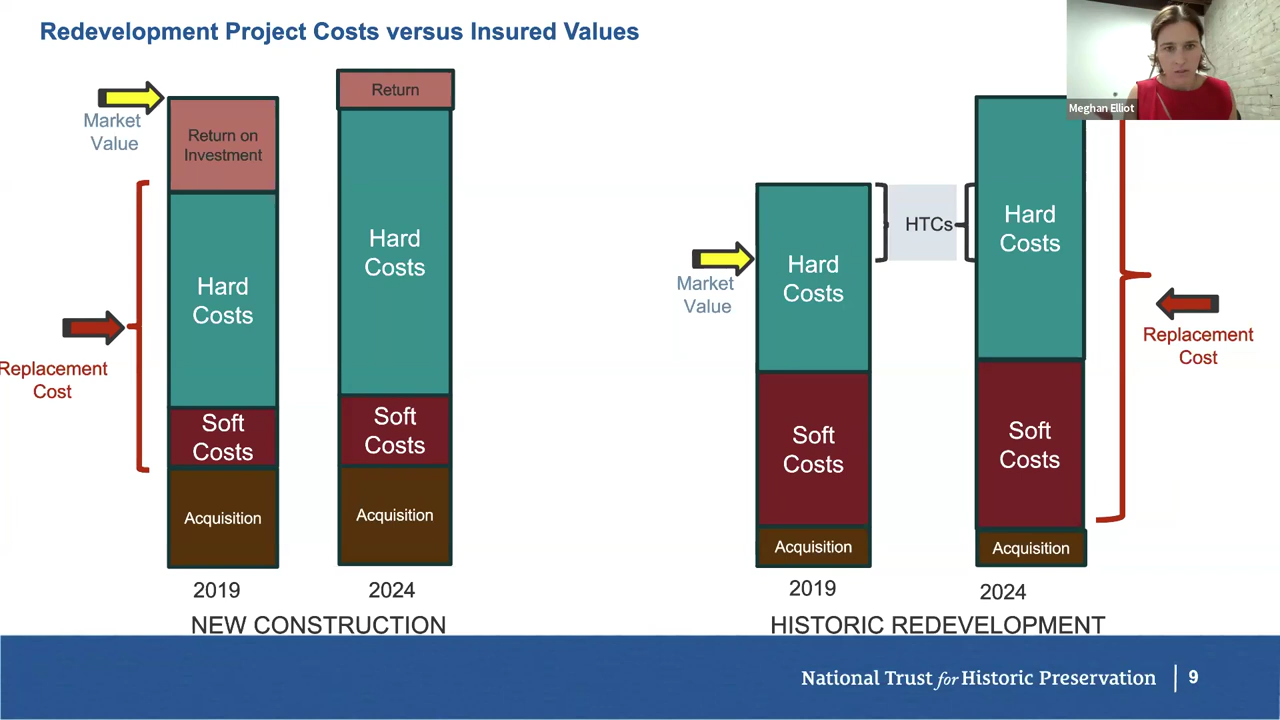 Redevelopment Project Costs versus Insured Values
Meghan Elliot
Market
Value
Return on
Investment
Hard
Costs
Soft
Costs
Acquisition
Replacement
Cost
2019
Return
Hard
Costs
Soft
Costs
Acquisition
2024
NEW CONSTRUCTION
Market
Value
Hard
Costs
Soft
Costs
Acquisition
2019
HTCs
Hard
Costs
Soft
Costs
Acquisition
2024
Replacement
Cost
HISTORIC REDEVELOPMENT
National Trust for Historic Preservation
9